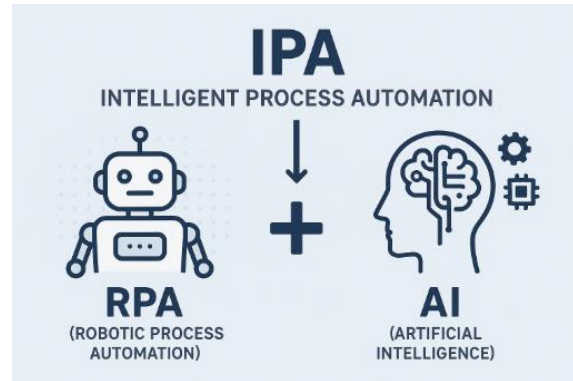 IPA
INTELLIGENT PROCESS AUTOMATION
RPA
(ROBOTIC PROCESS
AUTOMATION)
AI
(ARTIFICIAL
INTELLIGENCE)